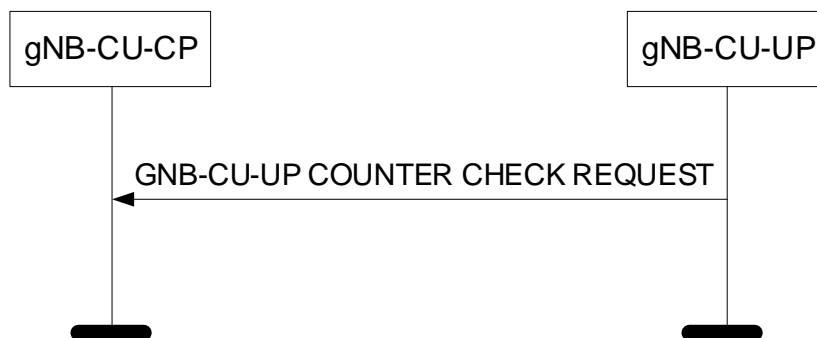 gNB-CU-CP
gNB-CU-UP
GNB-CU-UP COUNTER CHECK REQUEST